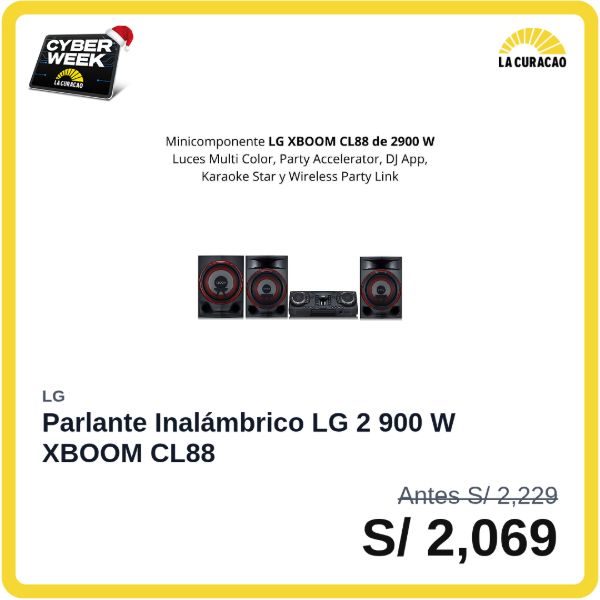 CYBER
WEEK
LA CURACAO
LA CURACAO
Minicomponente LG XBOOM CL88 de 2900 W
Luces Multi Color, Party Accelerator, DJ App,
Karaoke Star y Wireless Party Link
LG
Parlante Inalámbrico LG 2 900 W
XBOOM CL88
Antes S/ 2,229
S/ 2,069